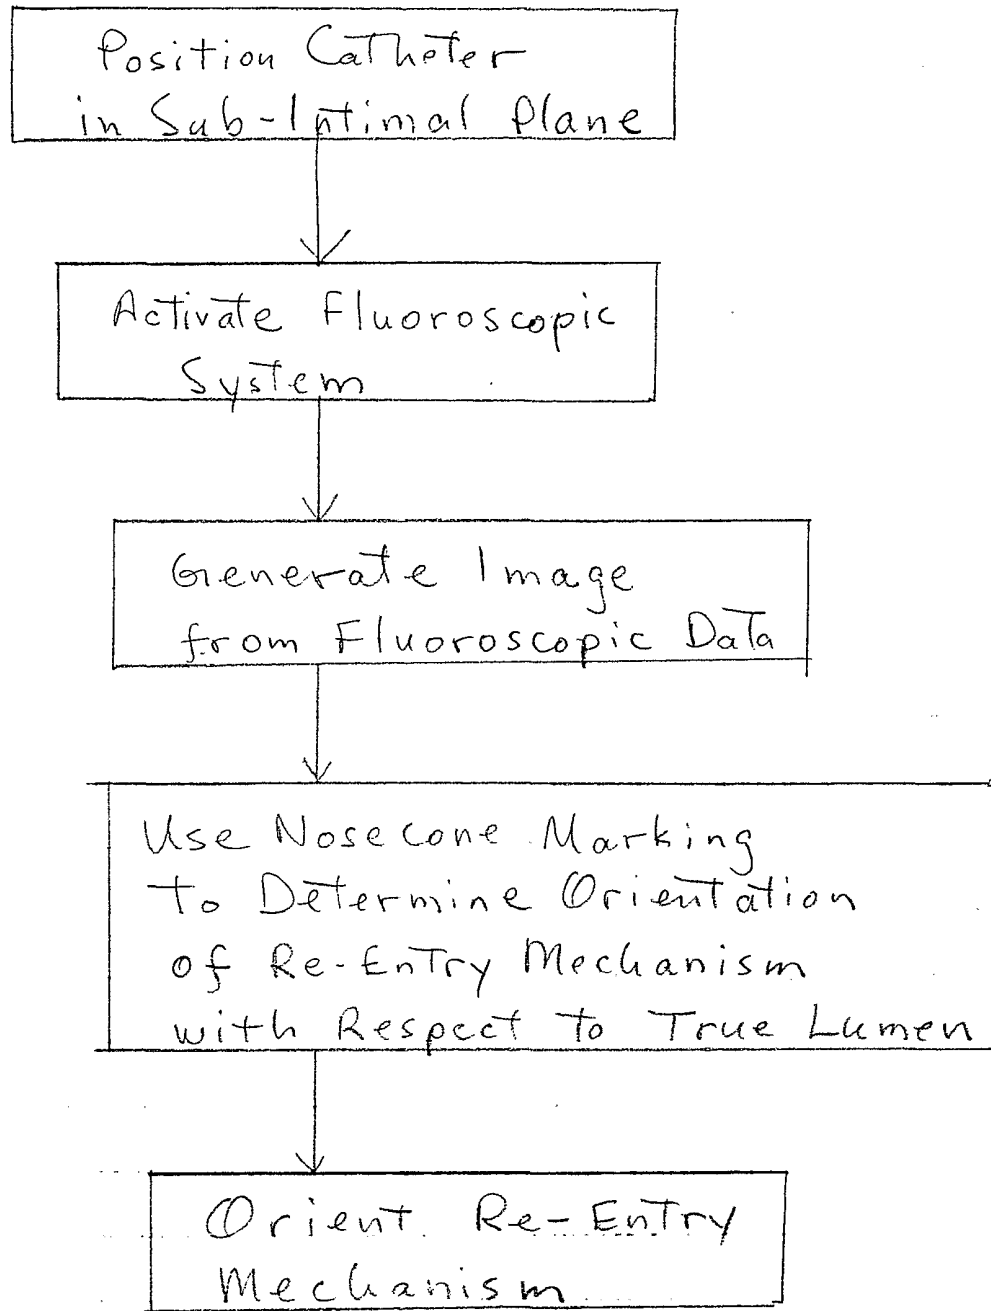 Position Catheter
in Sub-Intimal Plane
Activate Fluoroscopic
System
Generate Image
from Fluoroscopic Data
Use Nosecone Marking
to Determine Orientation
of Re-Entry Mechanism
with Respect to True Lumen
Orient Re-Entry
Mechanism